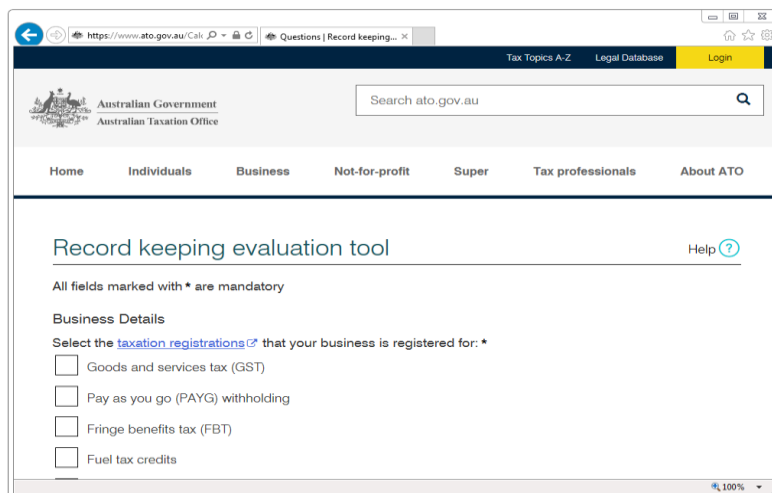 https://www.ato.gov.au/Calc
Questions | Record keeping...
Tax Topics A-Z Legal Database Login
Australian Government
Australian Taxation Office
Search ato.gov.au
Home Individuals Business Not-for-profit Super Tax professionals About ATO
Record keeping evaluation tool
Help ?
All fields marked with * are mandatory
Business Details
Select the taxation registrations that your business is registered for: *
Goods and services tax (GST)
Pay as you go (PAYG) withholding
Fringe benefits tax (FBT)
Fuel tax credits
100%